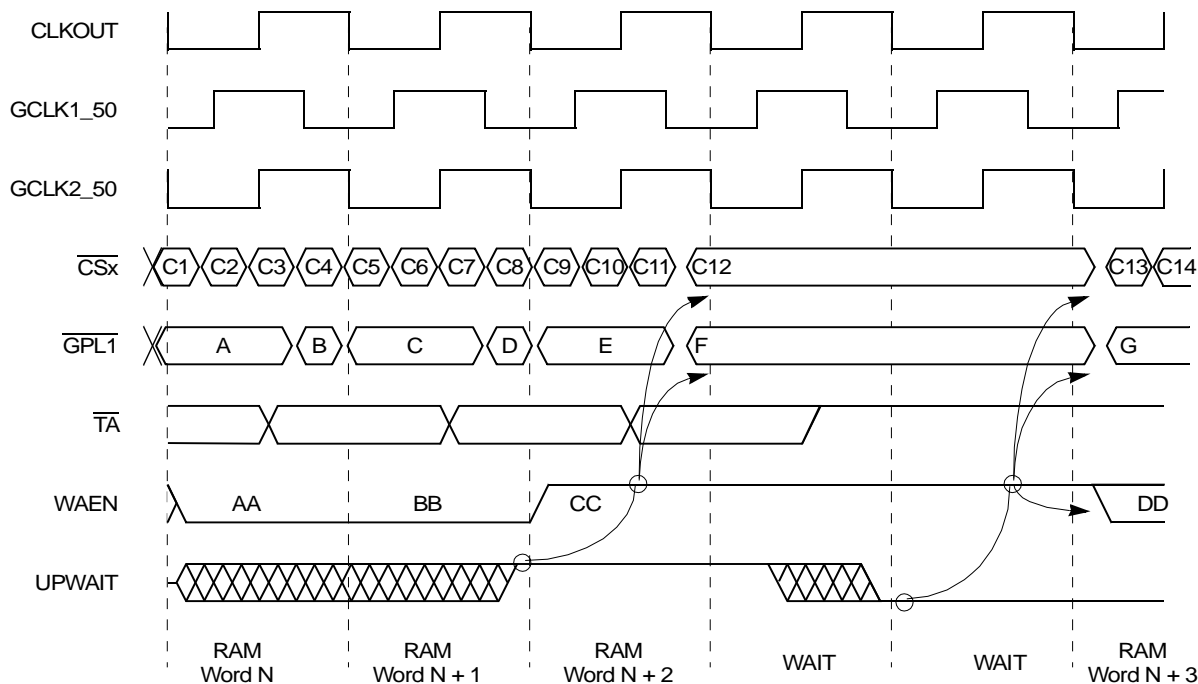 CLKOUT
GCLK1_50
GCLK2_50
CSx
C1 C2 C3 C4 C5 C6 C7 C8 C9 C10 C11 C12 C13 C14
GPL1
A B C D E F G
TA
WAEN
AA BB CC DD
UPWAIT
RAM
Word N
RAM
Word N + 1
RAM
Word N + 2
WAIT
WAIT
RAM
Word N + 3